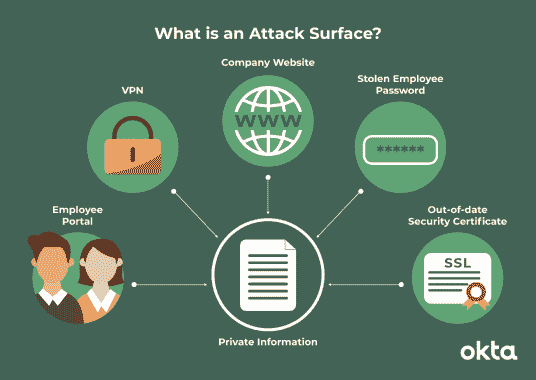 What is an Attack Surface?
Company Website
Stolen Employee
Password
VPN
WWW
******
Employee
Portal
Out-of-date
Security Certificate
SSL
Private Information
okta